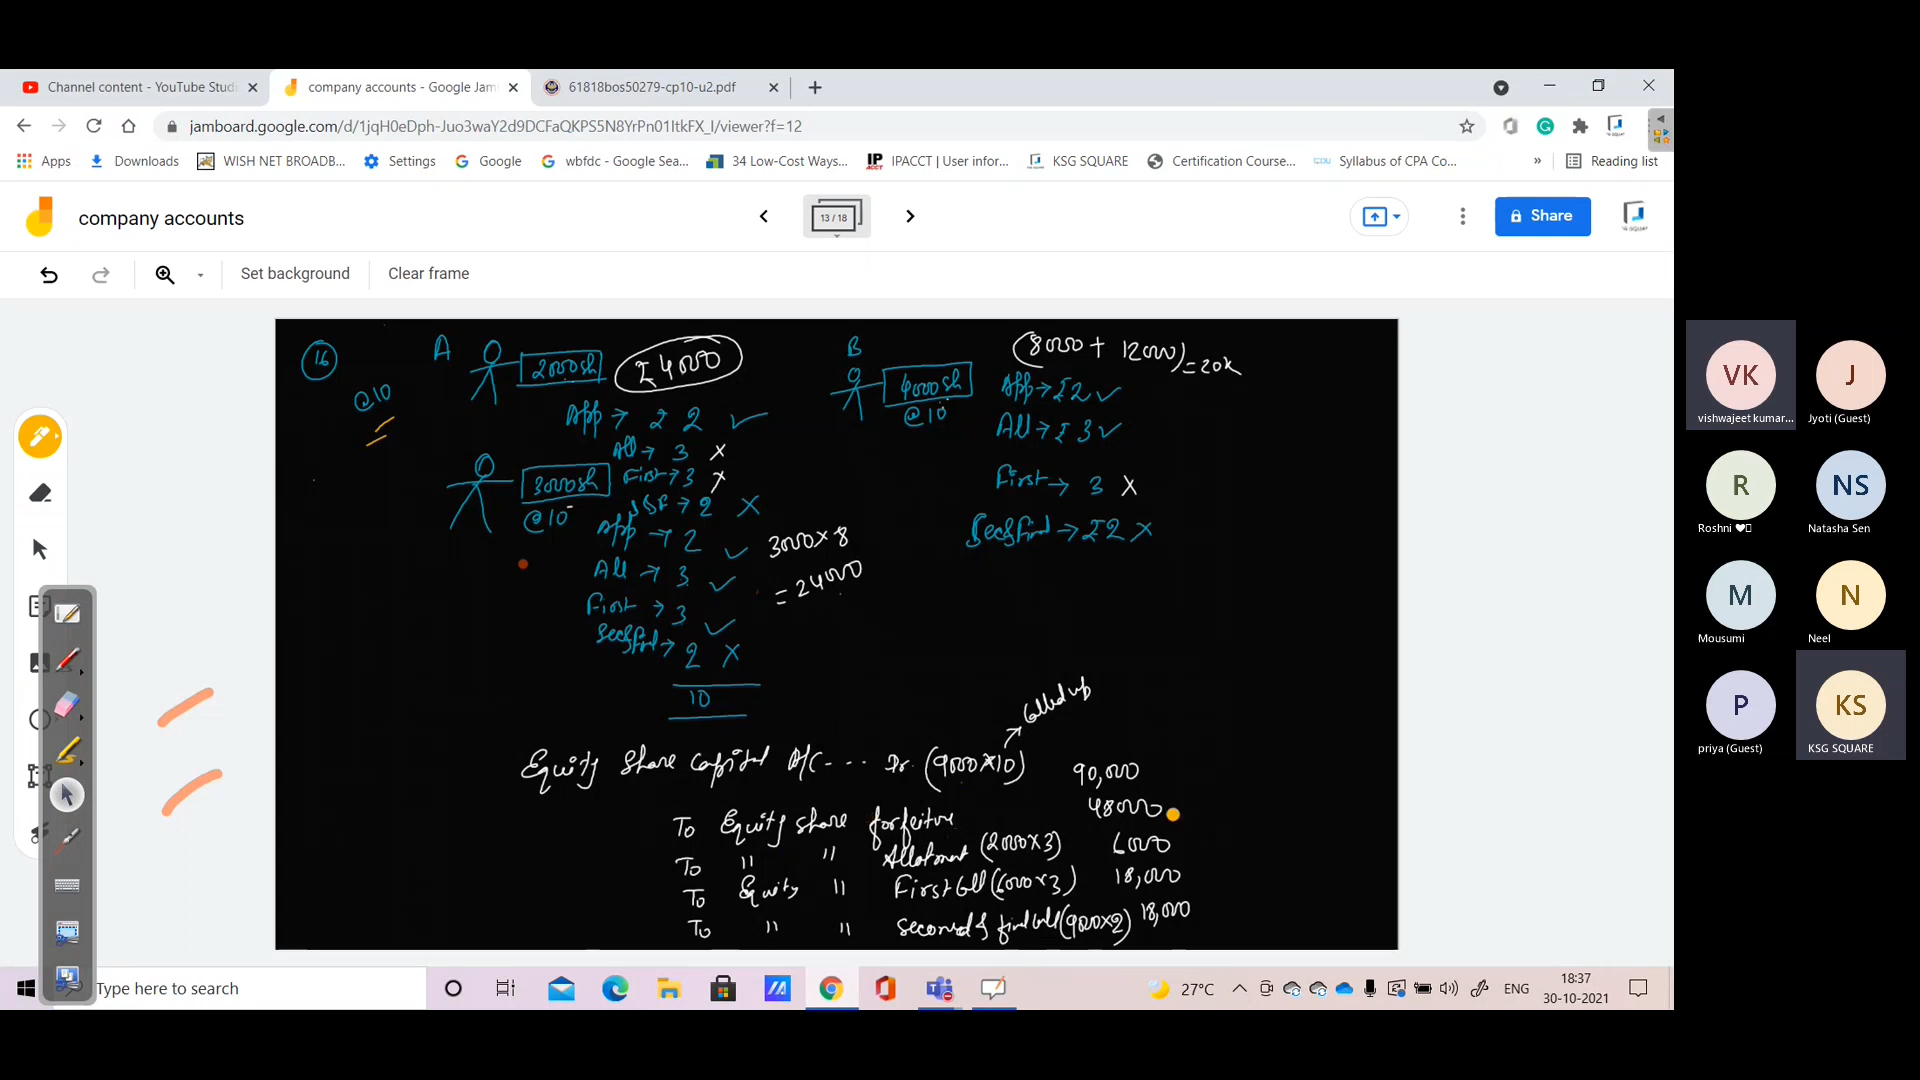 Channel content - YouTube Studi
company accounts - Google Jam
61818bos50279-cp10-u2.pdf
jamboard.google.com/d/1jqH0eDph-Juo3waY2d9DCFaQKPS5N8YrPn01ItkFX_I/viewer?f=12
Apps
Downloads
WISH NET BROADB...
Settings
Google
wbfdc - Google Sea...
34 Low-Cost Ways...
IPACCT | User infor...
KSG SQUARE
Certification Course...
Syllabus of CPA Co...
»
Reading list
company accounts
13 / 18
Share
Set background
Clear frame
16
@10
A
2000sh
₹4000
App → ₹ 2 ✓
All → 3 X
First → 3 X
S&F → 2 X
3000sh
@10
App → 2 ✓
All → 3 ✓
First → 3 ✓
Sec&Final → 2 X
10
3000 × 8
= 24000
B
4000sh
@10
(8000 + 12000) = 20k
App → ₹2 ✓
All → ₹3 ✓
First → 3 X
Sec&Final → ₹2 X
Called up
Equity Share Capital A/C --- Dr. (9000×10) 90,000
To Equity share forfeiture 48000
To " " Allotment (2000×3) 6000
To Equity " First Call (6000×3) 18,000
To " " Second & final call (9000×2) 18,000
VK
vishwajeet kumar...
J
Jyoti (Guest)
R
Roshni
NS
Natasha Sen
M
Mousumi
N
Neel
P
priya (Guest)
KS
KSG SQUARE
Type here to search
27°C
ENG
18:37
30-10-2021